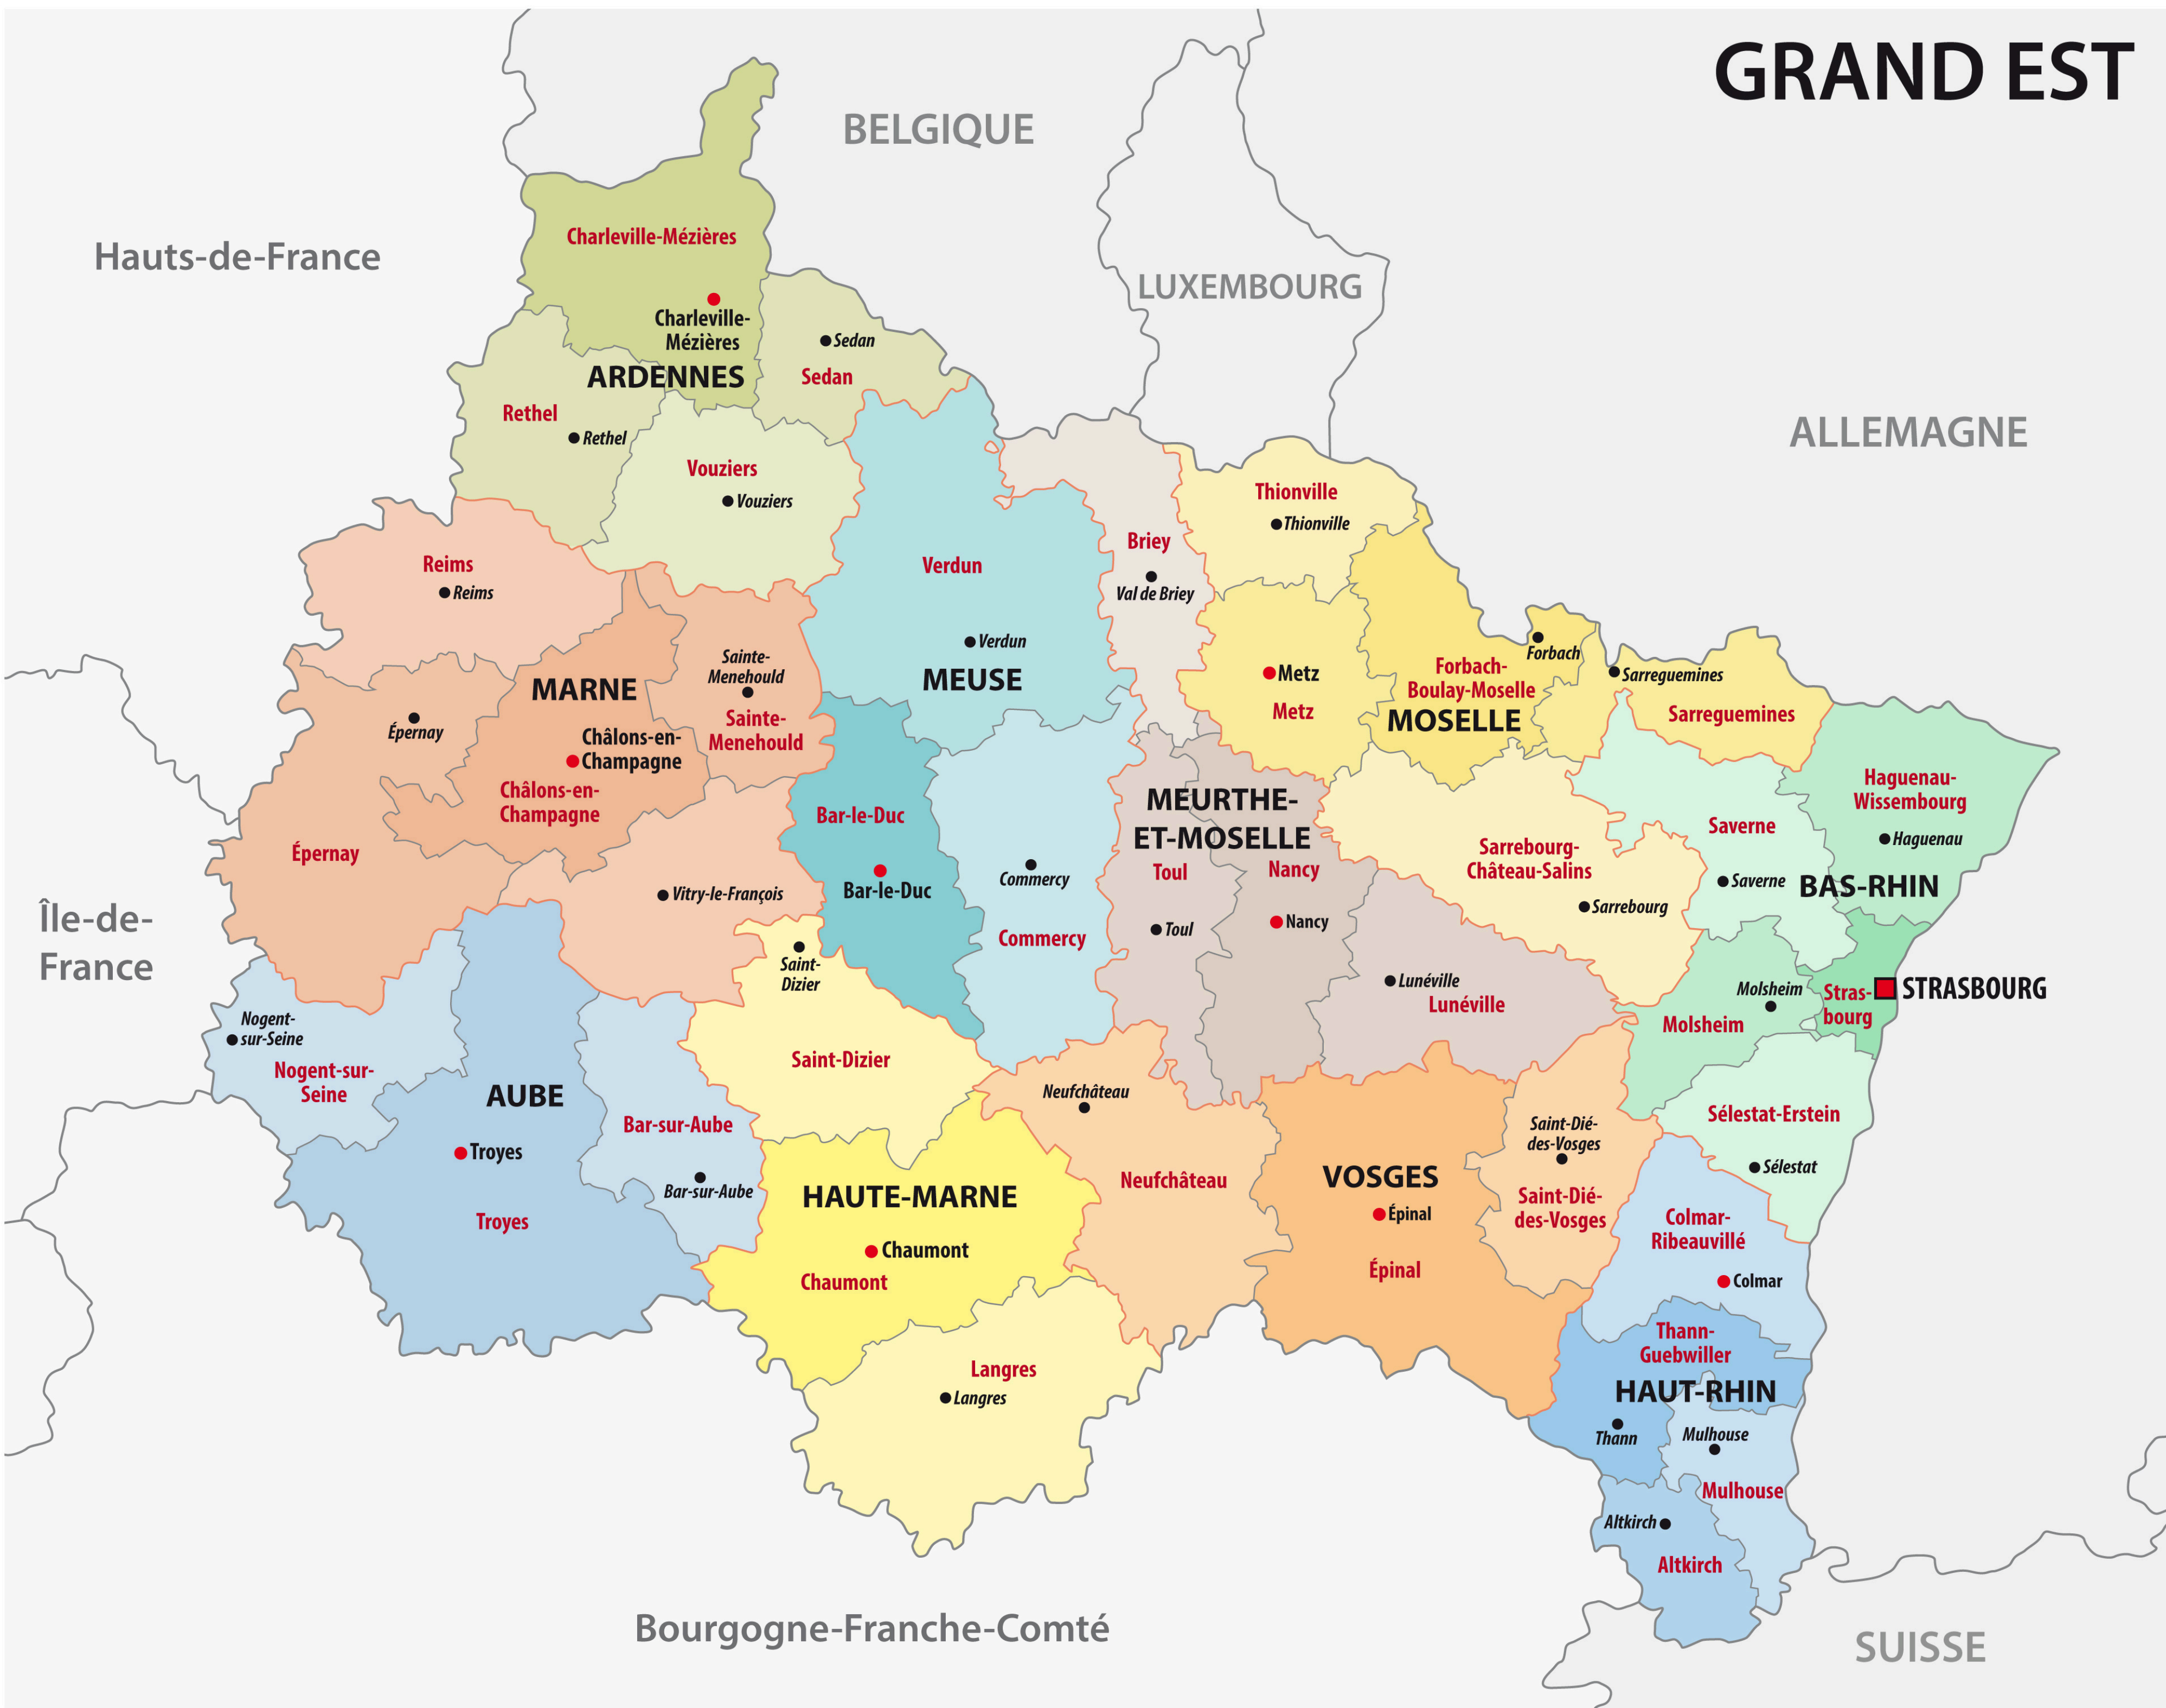 GRAND EST
BELGIQUE
Hauts-de-France
LUXEMBOURG
ALLEMAGNE
Île-de-
France
Bourgogne-Franche-Comté
SUISSE
Charleville-Mézières
Charleville-
Mézières
ARDENNES
Sedan
Sedan
Rethel
Rethel
Vouziers
Vouziers
Reims
Reims
MARNE
Sainte-
Menehould
Sainte-
Menehould
Épernay
Épernay
Châlons-en-
Champagne
Châlons-en-
Champagne
Vitry-le-François
Verdun
Verdun
MEUSE
Bar-le-Duc
Bar-le-Duc
Commercy
Commercy
Briey
Val de Briey
MEURTHE-
ET-MOSELLE
Toul
Toul
Nancy
Nancy
Lunéville
Lunéville
Thionville
Thionville
Metz
Metz
Forbach
Forbach-
Boulay-Moselle
MOSELLE
Sarreguemines
Sarreguemines
Sarrebourg-
Château-Salins
Sarrebourg
Haguenau-
Wissembourg
Haguenau
Saverne
Saverne
BAS-RHIN
STRASBOURG
Stras-
bourg
Molsheim
Molsheim
Sélestat-Erstein
Sélestat
Nogent-
sur-Seine
Nogent-sur-
Seine
AUBE
Troyes
Troyes
Bar-sur-Aube
Bar-sur-Aube
Saint-
Dizier
Saint-Dizier
HAUTE-MARNE
Chaumont
Chaumont
Langres
Langres
Neufchâteau
Neufchâteau
VOSGES
Épinal
Épinal
Saint-Dié-
des-Vosges
Saint-Dié-
des-Vosges
Colmar-
Ribeauvillé
Colmar
Thann-
Guebwiller
HAUT-RHIN
Thann
Mulhouse
Mulhouse
Altkirch
Altkirch